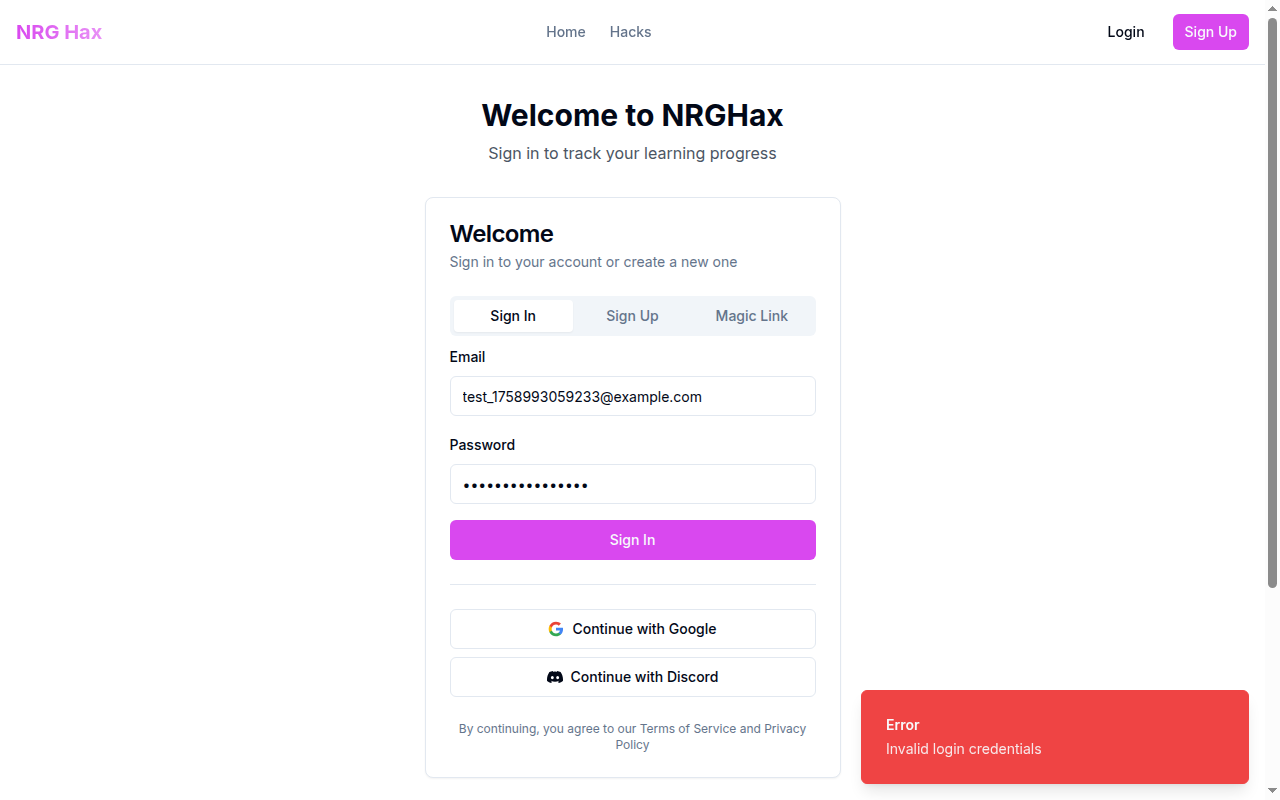 NRG Hax
Home
Hacks
Login
Sign Up
Welcome to NRGHax
Sign in to track your learning progress
Welcome
Sign in to your account or create a new one
Sign In
Sign Up
Magic Link
Email
test_1758993059233@example.com
Password
••••••••••••••••
Sign In
Continue with Google
Continue with Discord
By continuing, you agree to our Terms of Service and Privacy
Policy
Error
Invalid login credentials